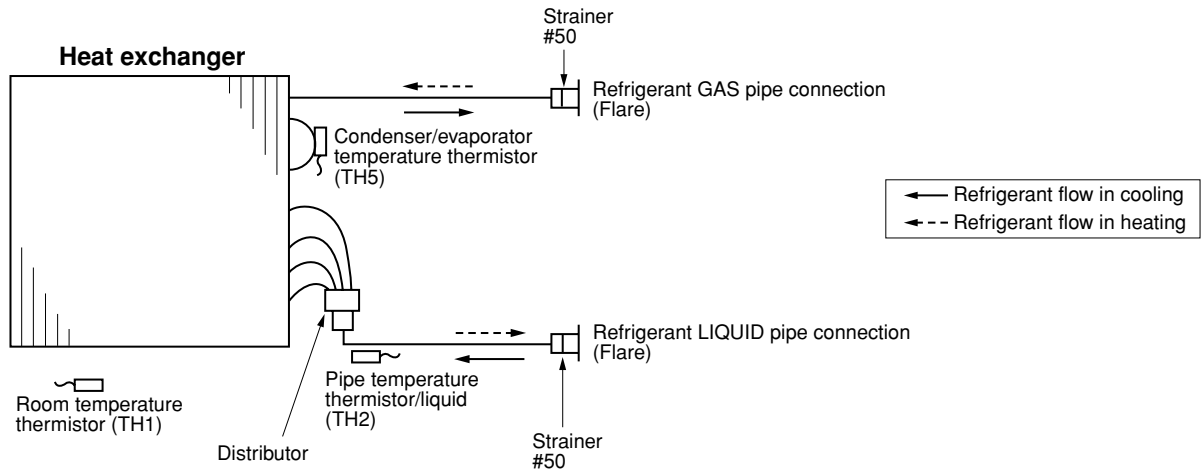 Strainer
#50
Heat exchanger
Refrigerant GAS pipe connection
(Flare)
Condenser/evaporator
temperature thermistor
(TH5)
Refrigerant flow in cooling
Refrigerant flow in heating
Refrigerant LIQUID pipe connection
(Flare)
Pipe temperature
thermistor/liquid
(TH2)
Room temperature
thermistor (TH1)
Distributor
Strainer
#50